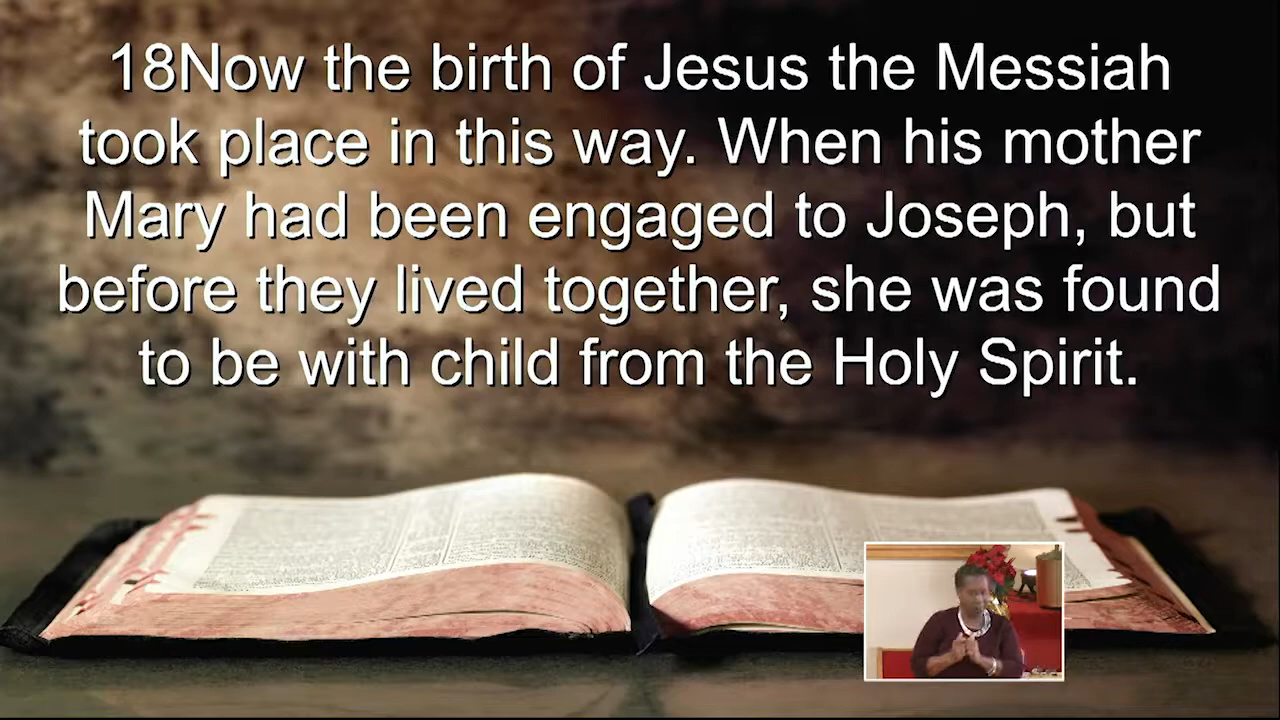 18Now the birth of Jesus the Messiah
took place in this way. When his mother
Mary had been engaged to Joseph, but
before they lived together, she was found
to be with child from the Holy Spirit.